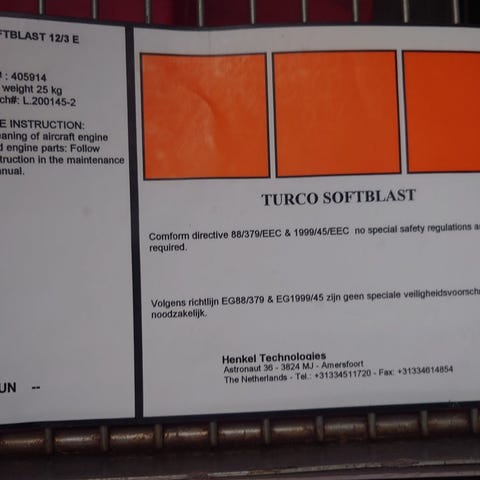 FTBLAST 12/3 E
: 405914
weight 25 kg
ch#: L.200145-2
E INSTRUCTION:
eaning of aircraft engine
d engine parts: Follow
truction in the maintenance
nual.
UN --
TURCO SOFTBLAST
Comform directive 88/379/EEC & 1999/45/EEC no special safety regulations a
required.
Volgens richtlijn EG88/379 & EG1999/45 zijn geen speciale veiligheidsvoorsch
noodzakelijk.
Henkel Technologies
Astronaut 36 - 3824 MJ - Amersfoort
The Netherlands - Tel.: +31334511720 - Fax: +31334614854